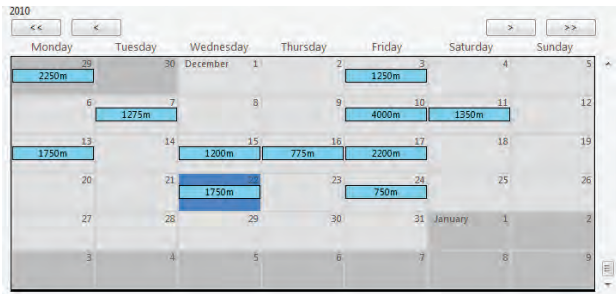 2010
<< < > >>
Monday Tuesday Wednesday Thursday Friday Saturday Sunday
29 30 December 1 2 3 4 5
2250m 1250m
6 7 8 9 10 11 12
1275m 4000m 1350m
13 14 15 16 17 18 19
1750m 1200m 775m 2200m
20 21 22 23 24 25 26
1750m 750m
27 28 29 30 31 January 1 2
3 4 5 6 7 8 9